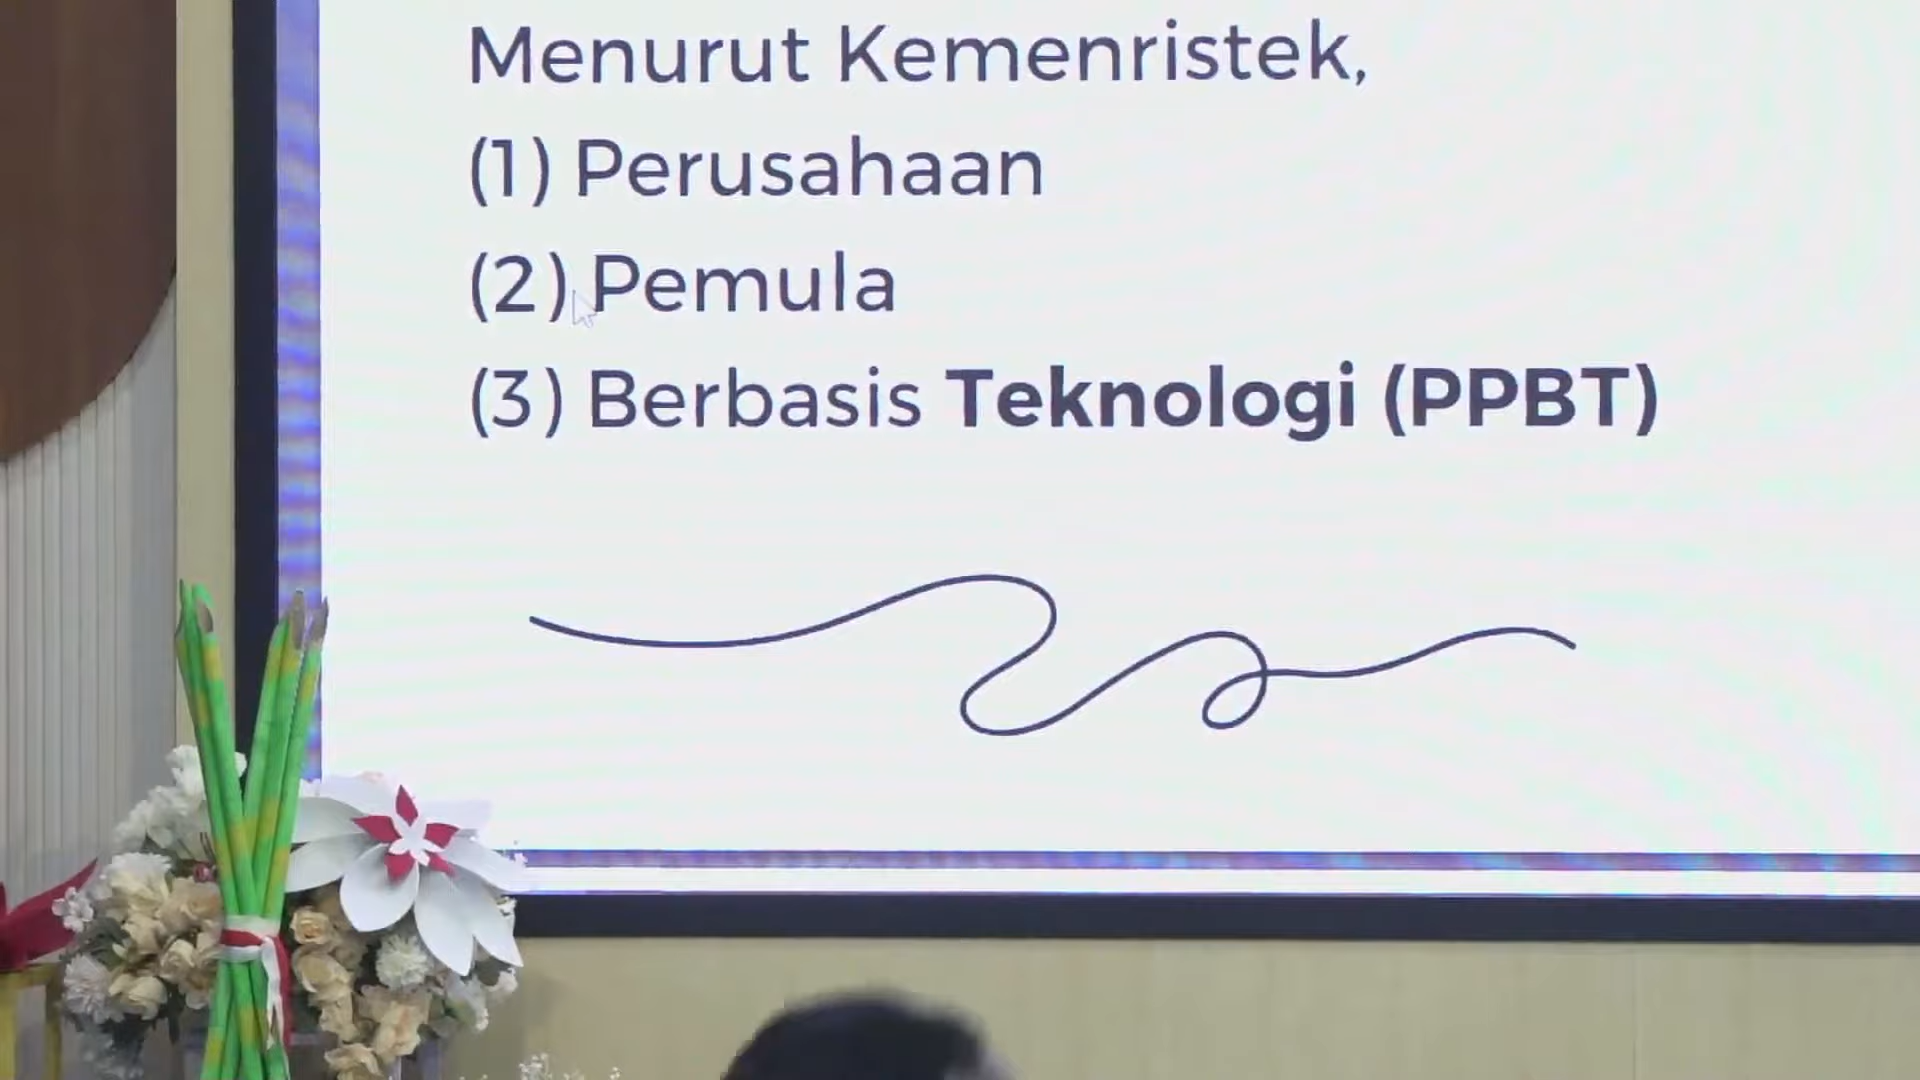 Menurut Kemenristek,
(1) Perusahaan
(2) Pemula
(3) Berbasis Teknologi (PPBT)